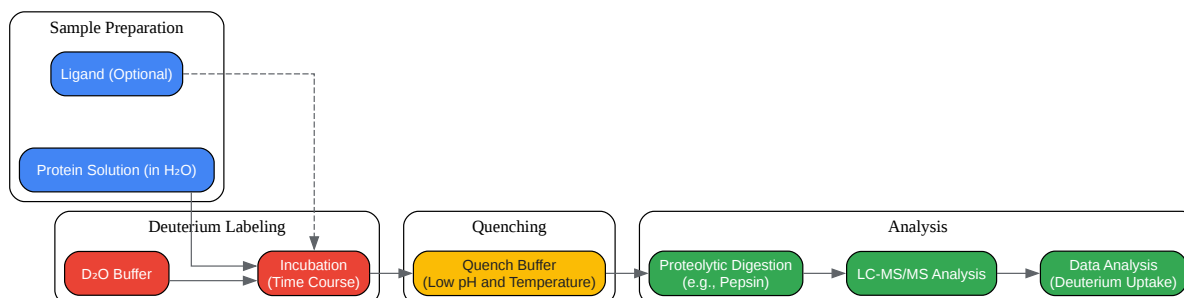 Sample Preparation
Ligand (Optional)
Protein Solution (in H₂O)
Deuterium Labeling
D₂O Buffer
Incubation
(Time Course)
Quenching
Quench Buffer
(Low pH and Temperature)
Analysis
Proteolytic Digestion
(e.g., Pepsin)
LC-MS/MS Analysis
Data Analysis
(Deuterium Uptake)